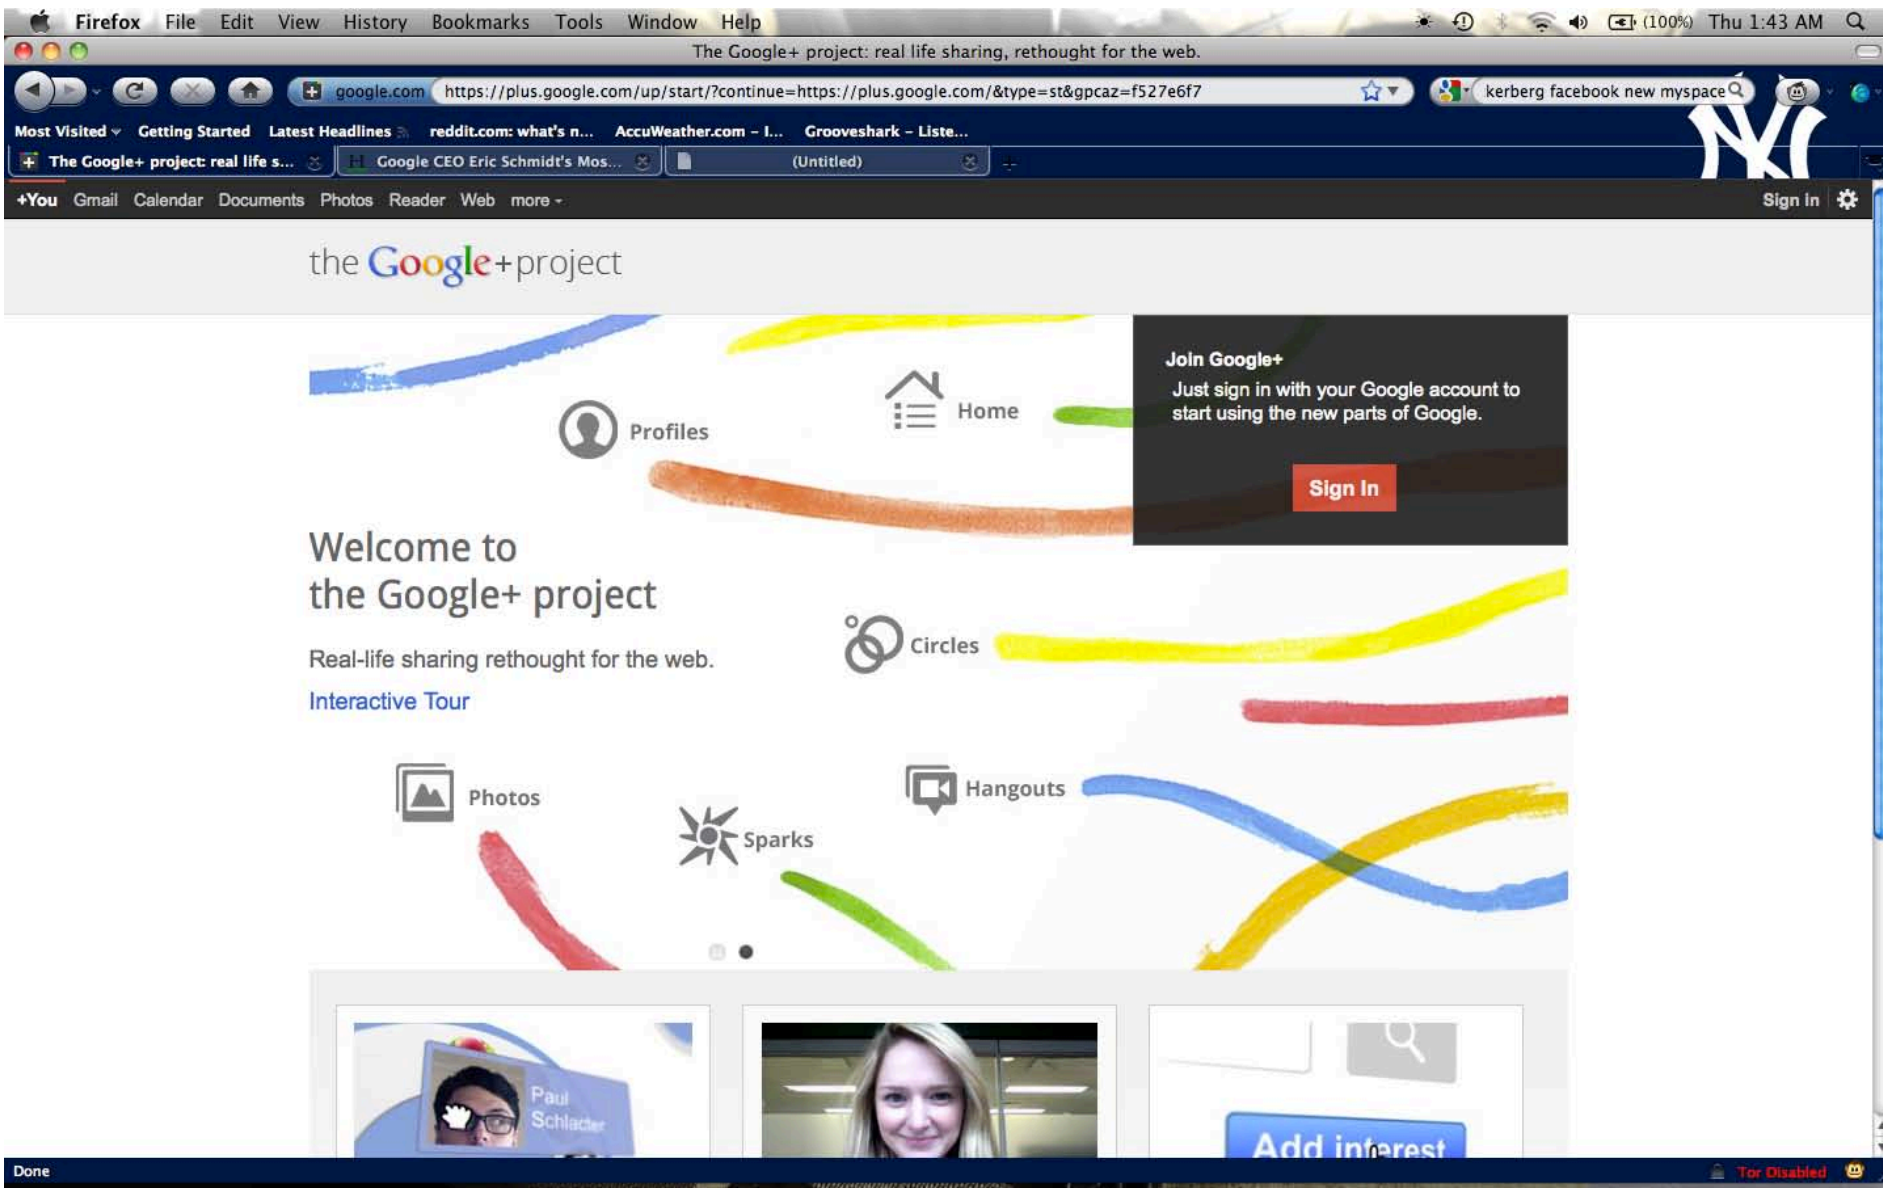 Firefox File Edit View History Bookmarks Tools Window Help (100%) Thu 1:43 AM
The Google+ project: real life sharing, rethought for the web.
google.com https://plus.google.com/up/start/?continue=https://plus.google.com/&type=st&gpcaz=f527e6f7 kerberg facebook new myspace
Most Visited Getting Started Latest Headlines reddit.com: what's n... AccuWeather.com – I... Grooveshark – Liste...
The Google+ project: real life s... H Google CEO Eric Schmidt's Mos... (Untitled)
NY
+You Gmail Calendar Documents Photos Reader Web more Sign in
the Google+project
Join Google+
Just sign in with your Google account to
start using the new parts of Google.
Sign In
Home
Profiles
Welcome to
the Google+ project
Real-life sharing rethought for the web.
Interactive Tour
Circles
Photos
Hangouts
Sparks
Paul
Schlacter
Add interest
Done Tor Disabled